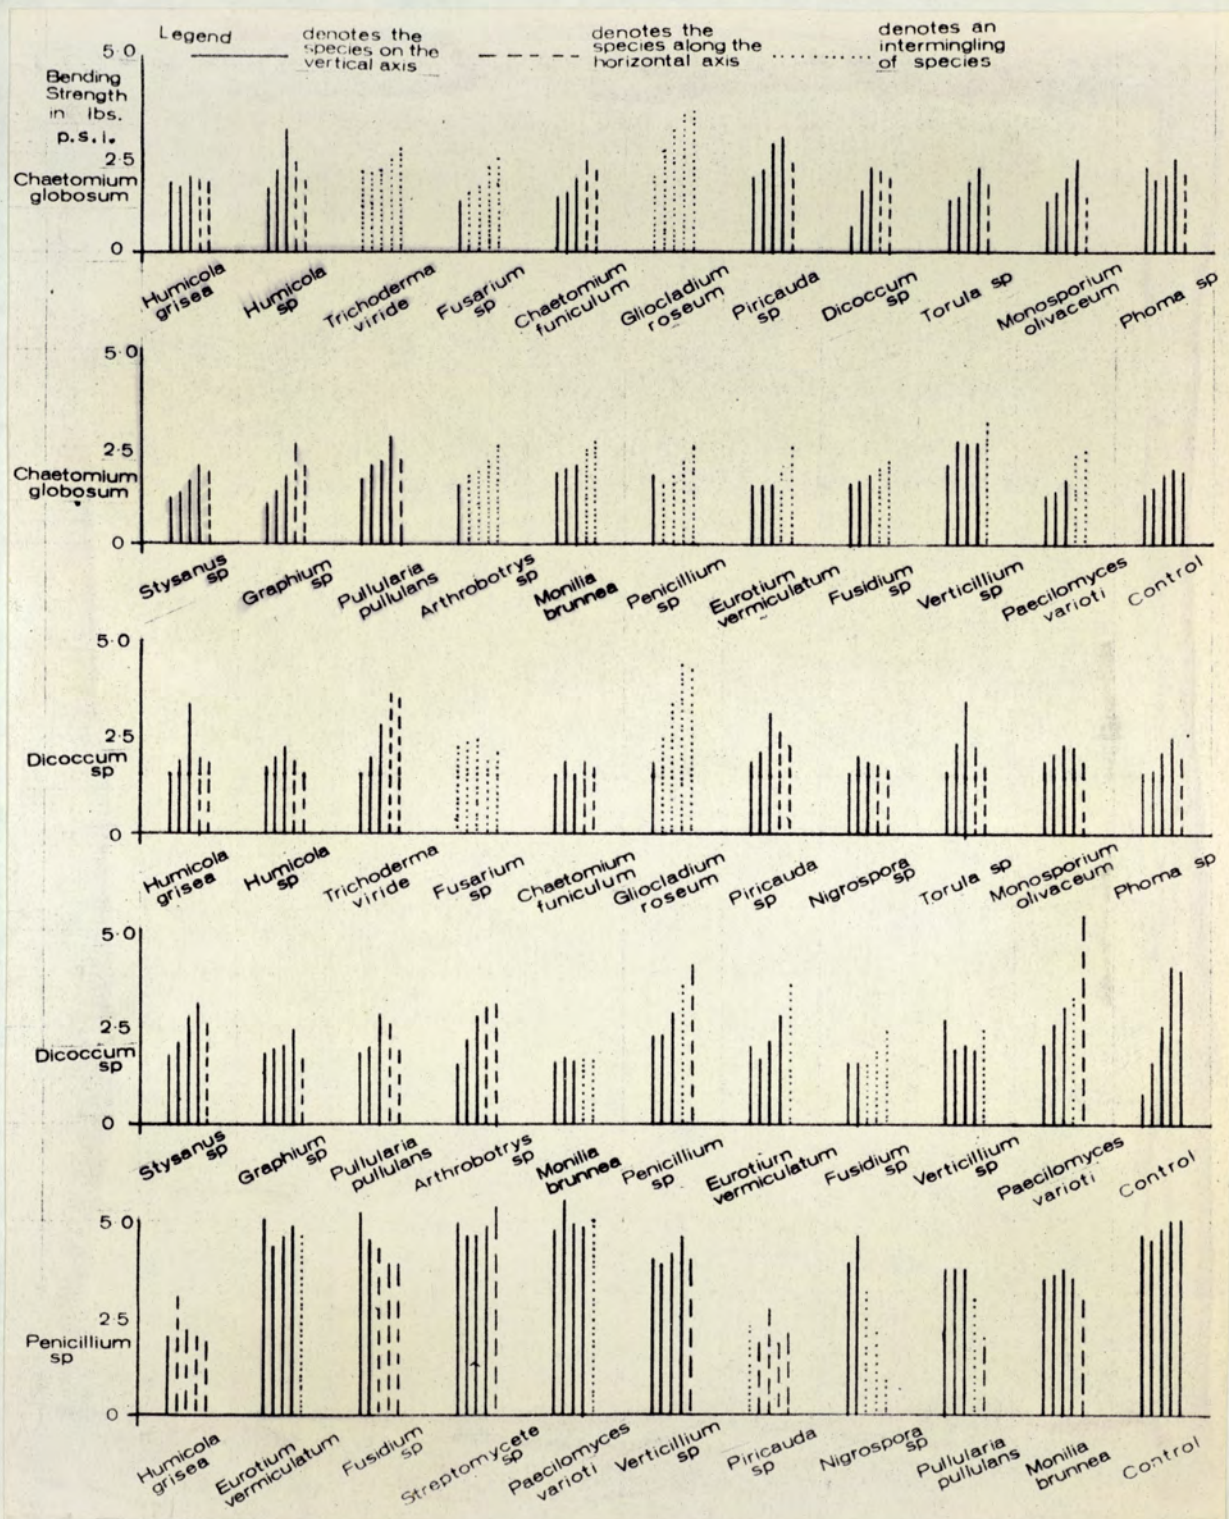 Legend
denotes the
species on the
vertical axis
denotes the
species along the
horizontal axis
denotes an
intermingling
of species
5·0
Bending
Strength
in lbs.
p.s.i.
2·5
Chaetomium
globosum
0
Humicola
grisea
Humicola
sp
Trichoderma
viride
Fusarium
sp
Chaetomium
funiculum
Gliocladium
roseum
Piricauda
sp
Dicoccum
sp
Torula sp
Monosporium
olivaceum
Phoma sp
5·0
2·5
Chaetomium
globosum
0
Stysanus
sp
Graphium
sp
Pullularia
pullulans
Arthrobotrys
sp
Monilia
brunnea
Penicillium
sp
Eurotium
vermiculatum
Fusidium
sp
Verticillium
sp
Paecilomyces
varioti
Control
5·0
2·5
Dicoccum
sp
0
Humicola
grisea
Humicola
sp
Trichoderma
viride
Fusarium
sp
Chaetomium
funiculum
Gliocladium
roseum
Piricauda
sp
Nigrospora
sp
Torula sp
Monosporium
olivaceum
Phoma sp
5·0
2·5
Dicoccum
sp
0
Stysanus
sp
Graphium
sp
Pullularia
pullulans
Arthrobotrys
sp
Monilia
brunnea
Penicillium
sp
Eurotium
vermiculatum
Fusidium
sp
Verticillium
sp
Paecilomyces
varioti
Control
5·0
2·5
Penicillium
sp
0
Humicola
grisea
Eurotium
vermiculatum
Fusidium
sp
Streptomycete
sp
Paecilomyces
varioti
Verticillium
sp
Piricauda
sp
Nigrospora
sp
Pullularia
pullulans
Monilia
brunnea
Control